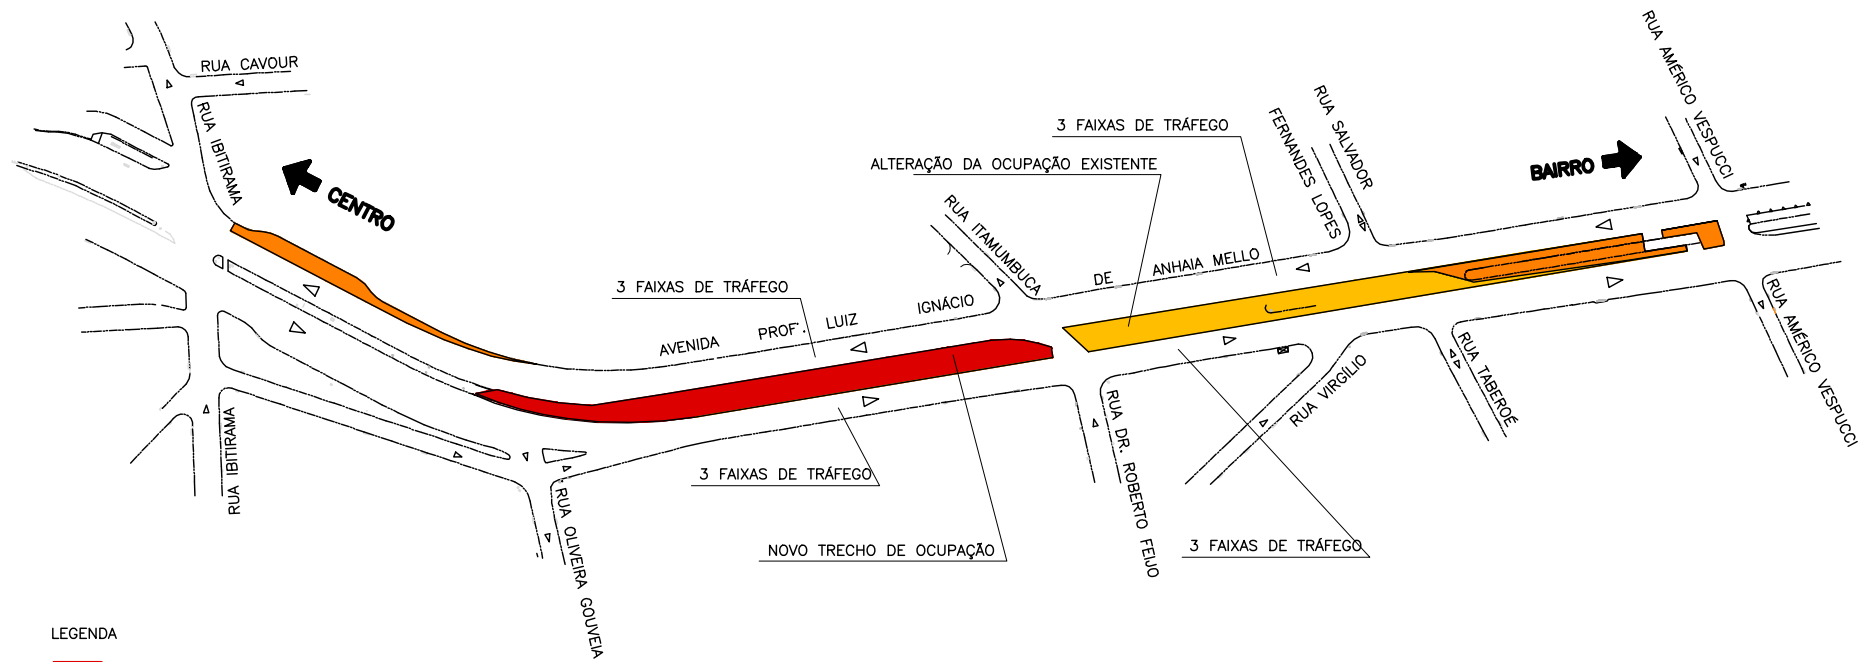 RUA CAVOUR
RUA IBITIRAMA
CENTRO
RUA AMÉRICO VESPUCCI
BAIRRO
RUA SALVADOR
FERNANDES LOPES
3 FAIXAS DE TRÁFEGO
ALTERAÇÃO DA OCUPAÇÃO EXISTENTE
RUA ITAMUMBUCA
AVENIDA PROF. LUIZ IGNÁCIO DE ANHAIA MELLO
3 FAIXAS DE TRÁFEGO
RUA AMÉRICO VESPUCCI
RUA TABEROÉ
RUA VIRGÍLIO
RUA DR. ROBERTO FEIJO
3 FAIXAS DE TRÁFEGO
RUA IBITIRAMA
RUA OLIVEIRA GOUVEIA
NOVO TRECHO DE OCUPAÇÃO
3 FAIXAS DE TRÁFEGO
LEGENDA